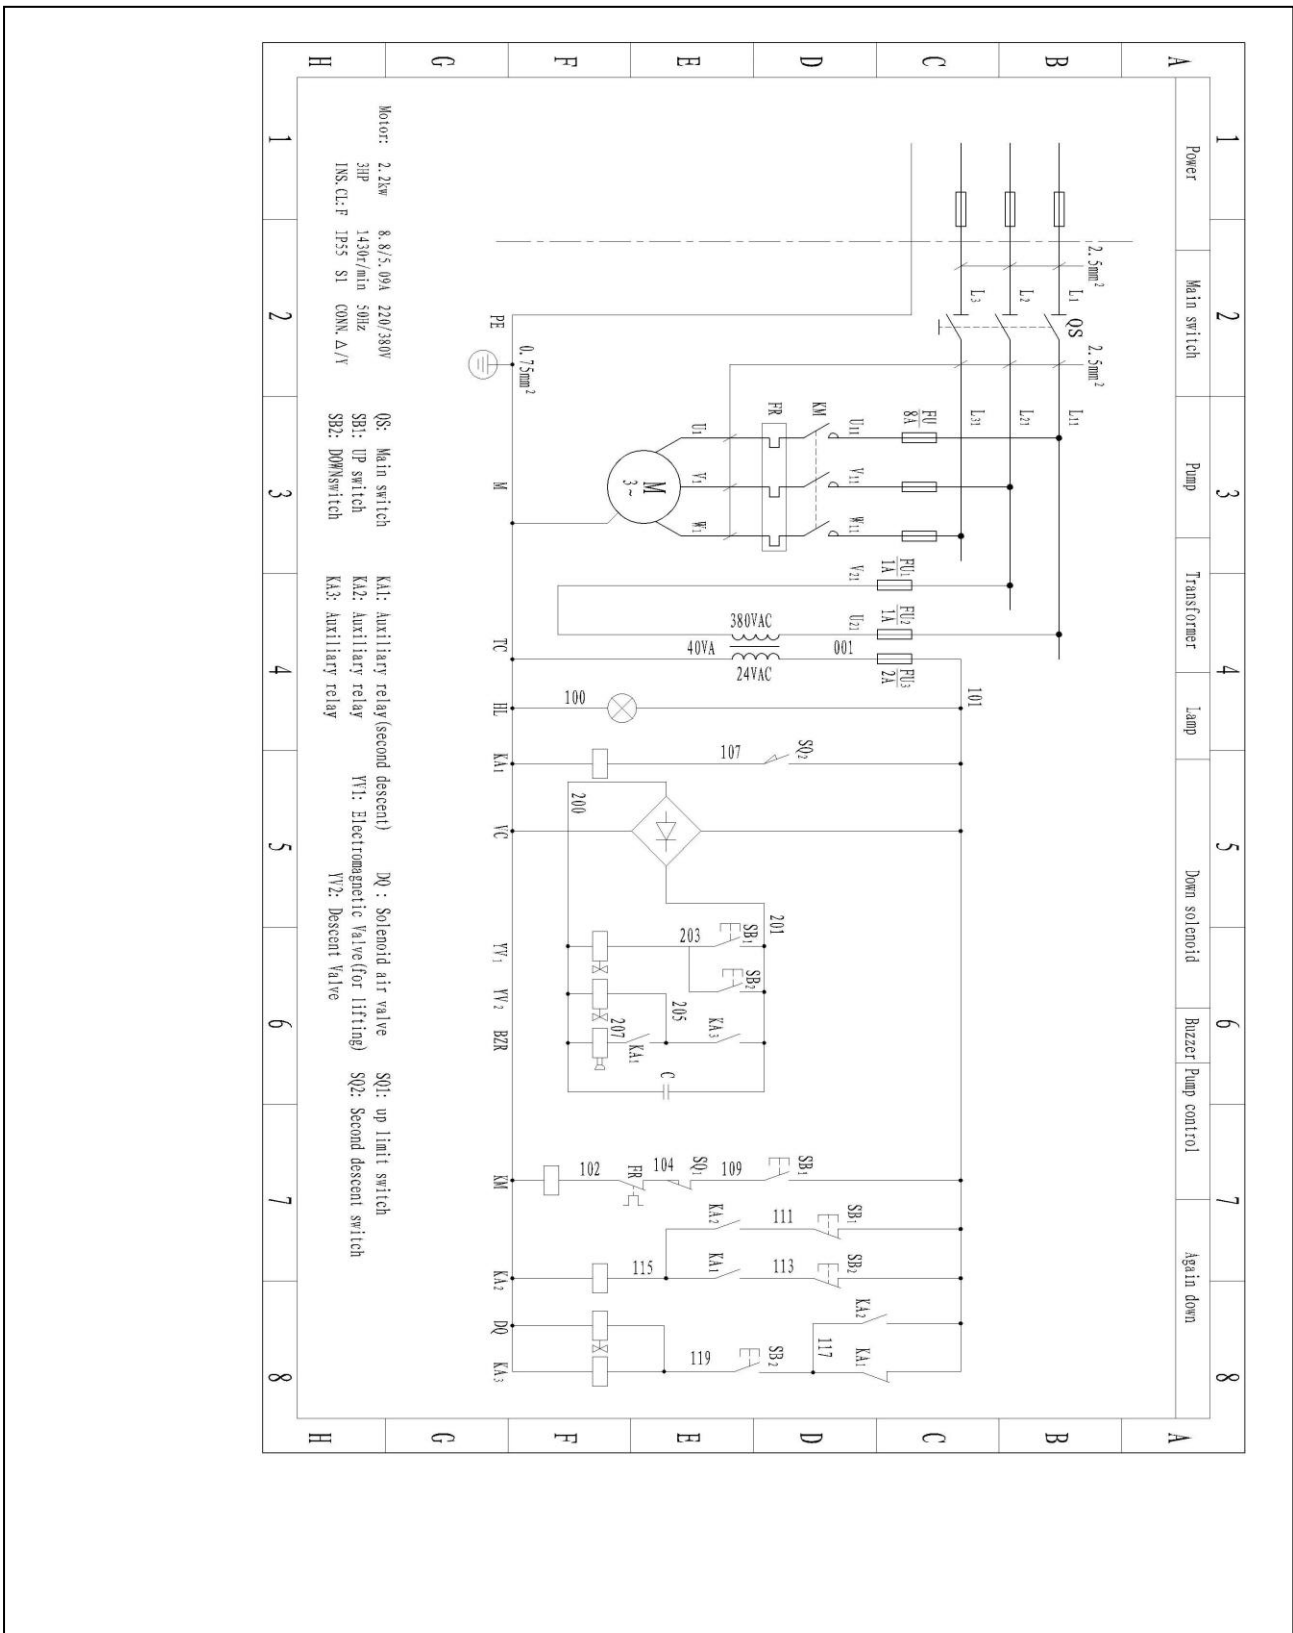 1 2 3 4 5 6 7 8
Power Main switch Pump Transformer Lamp Down solenoid Buzzer Pump control Again down
A
B
C
D
E
F
G
H
A
B
C
D
E
F
G
H
2.5mm²
2.5mm²
L1
L2
L3
QS
L11
L21
L31
FU
8A
U11
V11
W11
KM
FR
U1
V1
W1
M
3~
PE
0.75mm²
M
FU1
1A
FU2
1A
V21
U21
FU3
2A
001
101
380VAC
40VA
24VAC
TC
100
HL
SQ2
107
KA1
200
VC
201
SB1
203
SB2
205
KA3
207
KA1
C
YV1
YV2
BZR
SB1
109
SQ1
104
FR
102
KM
SB1
111
KA2
SB2
113
KA1
115
KA2
KA2
KA1
117
SB2
119
DQ
KA3
Motor: 2.2kw 8.8/5.09A 220/380V
3HP 1430r/min 50Hz
INS.CL:F IP55 S1 CONN.Δ/Y
QS: Main switch
SB1: UP switch
SB2: DOWNswitch
KA1: Auxiliary relay(second descent)
KA2: Auxiliary relay
KA3: Auxiliary relay
DQ : Solenoid air valve
YV1: Electromagnetic Valve(for lifting)
YV2: Descent Valve
SQ1: up limit switch
SQ2: Second descent switch
1 2 3 4 5 6 7 8